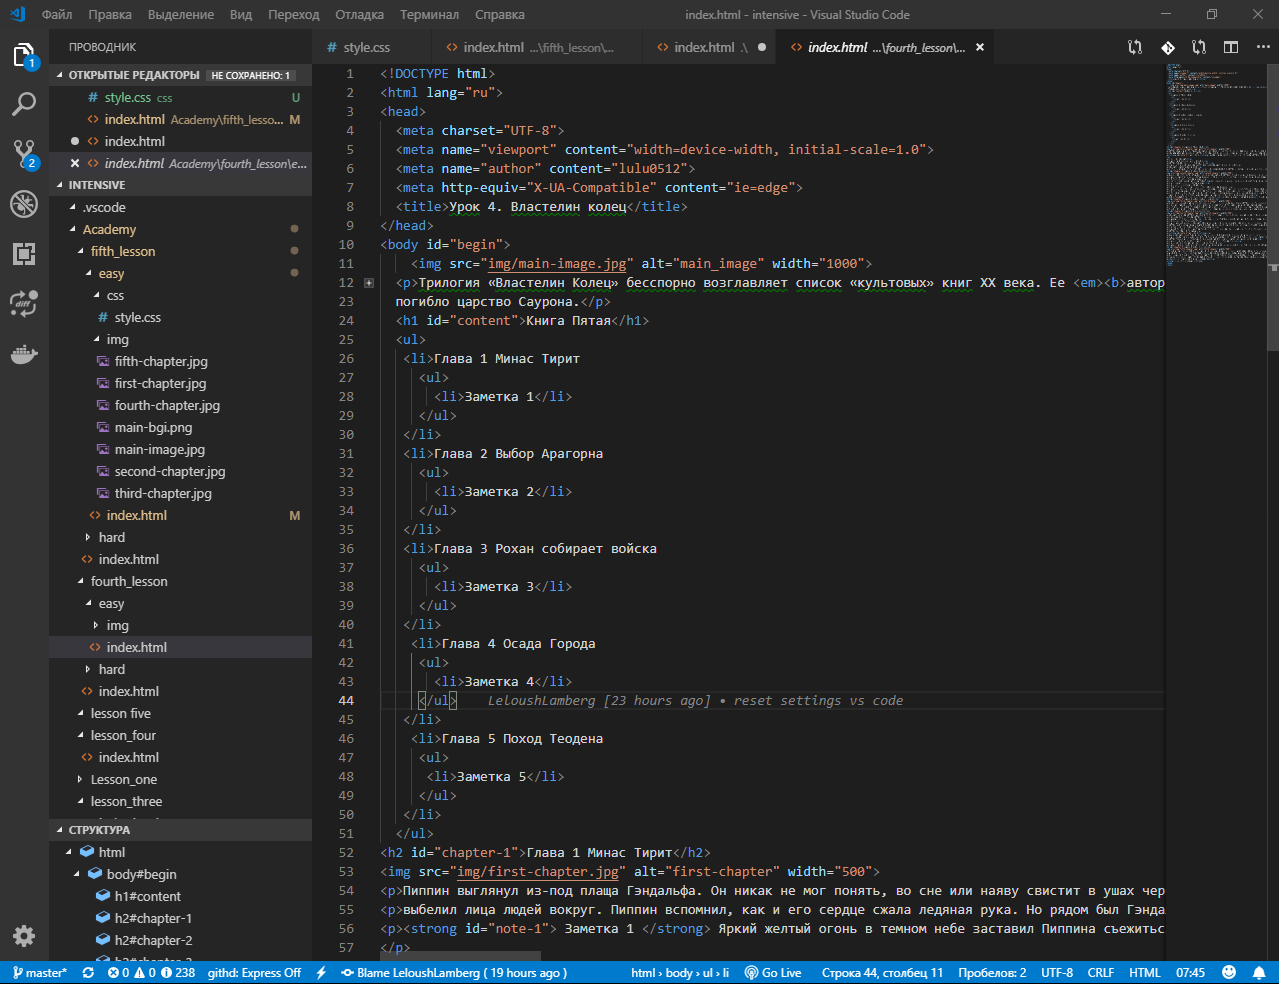 Файл Правка Выделение Вид Переход Отладка Терминал Справка index.html - intensive - Visual Studio Code
ПРОВОДНИК
ОТКРЫТЫЕ РЕДАКТОРЫ НЕ СОХРАНЕНО: 1
# style.css css U
<> index.html Academy\fifth_lesso... M
<> index.html
<> index.html Academy\fourth_lesson\e...
INTENSIVE
.vscode
Academy
fifth_lesson
easy
css
# style.css
img
fifth-chapter.jpg
first-chapter.jpg
fourth-chapter.jpg
main-bgi.png
main-image.jpg
second-chapter.jpg
third-chapter.jpg
<> index.html M
hard
<> index.html
fourth_lesson
easy
img
<> index.html
hard
<> index.html
lesson five
lesson_four
<> index.html
Lesson_one
lesson_three
СТРУКТУРА
html
body#begin
h1#content
h2#chapter-1
h2#chapter-2
1
2
diff
# style.css <> index.html ...\fifth_lesson\... <> index.html .\ <> index.html ...\fourth_lesson\...
1 <!DOCTYPE html>
2 <html lang="ru">
3 <head>
4 <meta charset="UTF-8">
5 <meta name="viewport" content="width=device-width, initial-scale=1.0">
6 <meta name="author" content="lulu0512">
7 <meta http-equiv="X-UA-Compatible" content="ie=edge">
8 <title>Урок 4. Властелин колец</title>
9 </head>
10 <body id="begin">
11 <img src="img/main-image.jpg" alt="main_image" width="1000">
12 <p>Трилогия «Властелин Колец» бесспорно возглавляет список «культовых» книг XX века. Ее <em><b>автор
23 погибло царство Саурона.</p>
24 <h1 id="content">Книга Пятая</h1>
25 <ul>
26 <li>Глава 1 Минас Тирит
27 <ul>
28 <li>Заметка 1</li>
29 </ul>
30 </li>
31 <li>Глава 2 Выбор Арагорна
32 <ul>
33 <li>Заметка 2</li>
34 </ul>
35 </li>
36 <li>Глава 3 Рохан собирает войска
37 <ul>
38 <li>Заметка 3</li>
39 </ul>
40 </li>
41 <li>Глава 4 Осада Города
42 <ul>
43 <li>Заметка 4</li>
44 </ul> LeloushLamberg [23 hours ago] • reset settings vs code
45 </li>
46 <li>Глава 5 Поход Теодена
47 <ul>
48 <li>Заметка 5</li>
49 </ul>
50 </li>
51 </ul>
52 <h2 id="chapter-1">Глава 1 Минас Тирит</h2>
53 <img src="img/first-chapter.jpg" alt="first-chapter" width="500">
54 <p>Пиппин выглянул из-под плаща Гэндальфа. Он никак не мог понять, во сне или наяву свистит в ушах чер
55 <p>выбелил лица людей вокруг. Пиппин вспомнил, как и его сердце сжала ледяная рука. Но рядом был Гэнда
56 <p><strong id="note-1"> Заметка 1 </strong> Яркий желтый огонь в темном небе заставил Пиппина съежитьс
57 </p>
master* 0 0 238 githd: Express Off Blame LeloushLamberg ( 19 hours ago ) html › body › ul › li Go Live Строка 44, столбец 11 Пробелов: 2 UTF-8 CRLF HTML 07:45